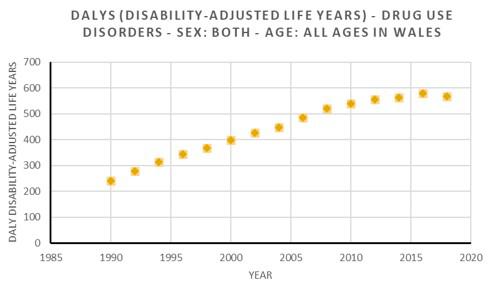 DALYS (DISABILITY-ADJUSTED LIFE YEARS) - DRUG USE
DISORDERS - SEX: BOTH - AGE: ALL AGES IN WALES
DALY DISABILITY-ADJUSTED LIFE YEARS
700
600
500
400
300
200
100
0
1985 1990 1995 2000 2005 2010 2015 2020
YEAR